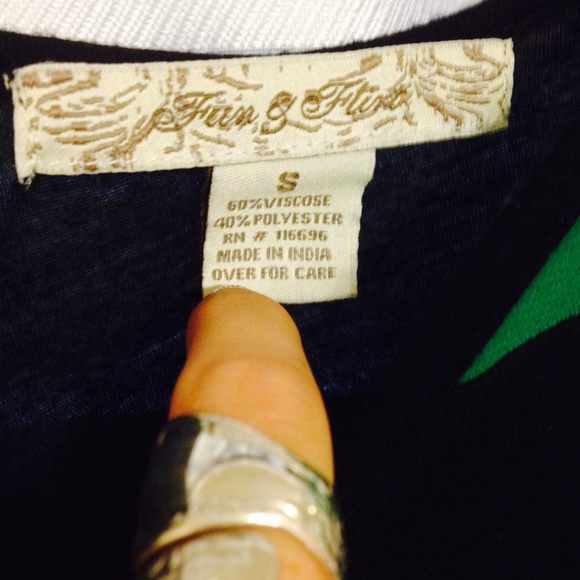 Fun & Flirt
S
60% VISCOSE
40% POLYESTER
RN # 116696
MADE IN INDIA
OVER FOR CARE